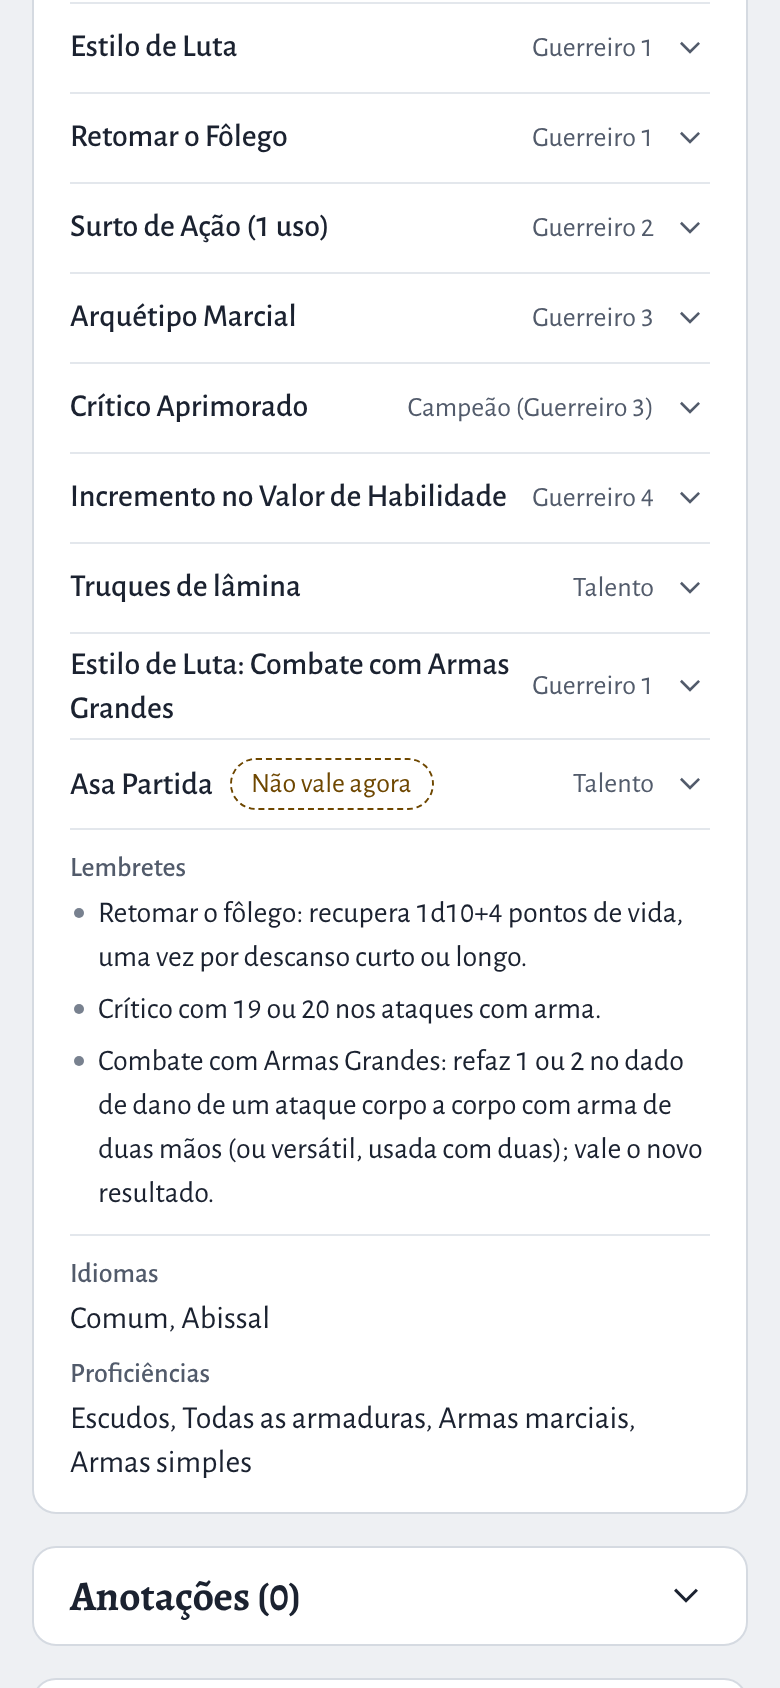 Estilo de Luta Guerreiro 1
Retomar o Fôlego Guerreiro 1
Surto de Ação (1 uso) Guerreiro 2
Arquétipo Marcial Guerreiro 3
Crítico Aprimorado Campeão (Guerreiro 3)
Incremento no Valor de Habilidade Guerreiro 4
Truques de lâmina Talento
Estilo de Luta: Combate com Armas
Grandes Guerreiro 1
Asa Partida Não vale agora Talento
Lembretes
Retomar o fôlego: recupera 1d10+4 pontos de vida,
uma vez por descanso curto ou longo.
Crítico com 19 ou 20 nos ataques com arma.
Combate com Armas Grandes: refaz 1 ou 2 no dado
de dano de um ataque corpo a corpo com arma de
duas mãos (ou versátil, usada com duas); vale o novo
resultado.
Idiomas
Comum, Abissal
Proficiências
Escudos, Todas as armaduras, Armas marciais,
Armas simples
Anotações (0)